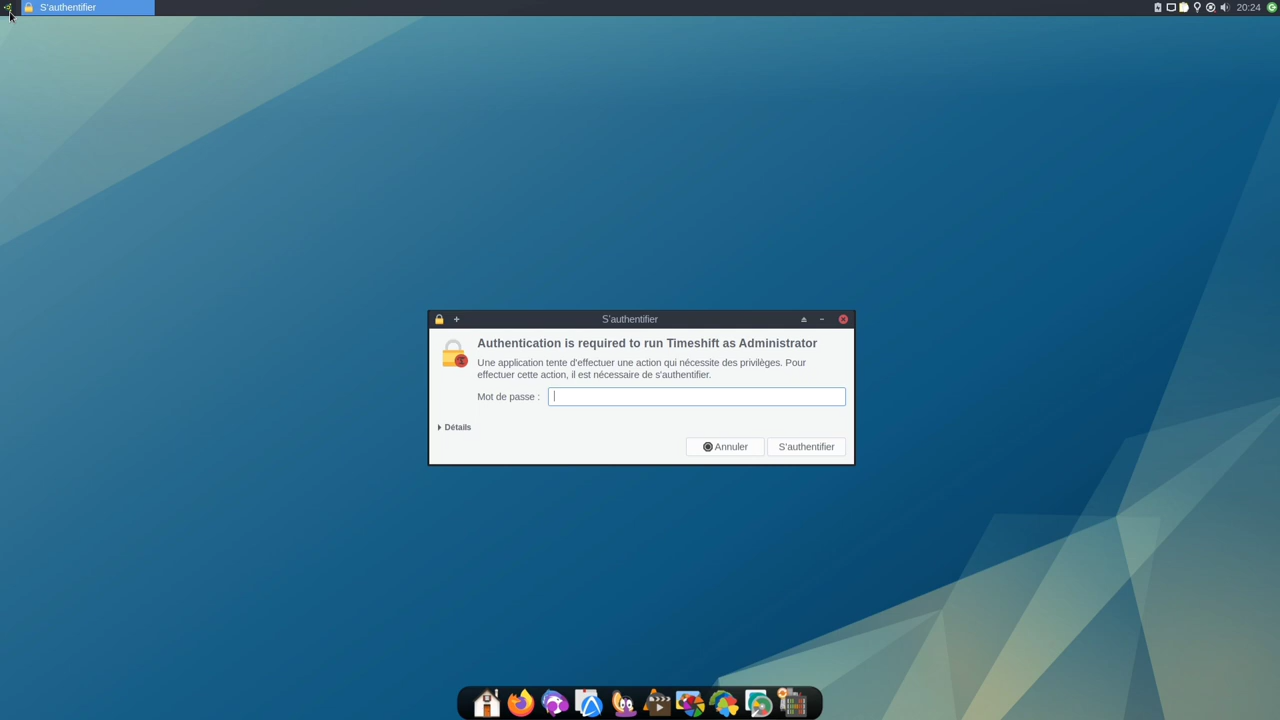 S'authentifier
20:24
S'authentifier
Authentication is required to run Timeshift as Administrator
Une application tente d'effectuer une action qui nécessite des privilèges. Pour
effectuer cette action, il est nécessaire de s'authentifier.
Mot de passe :
Détails
Annuler
S'authentifier